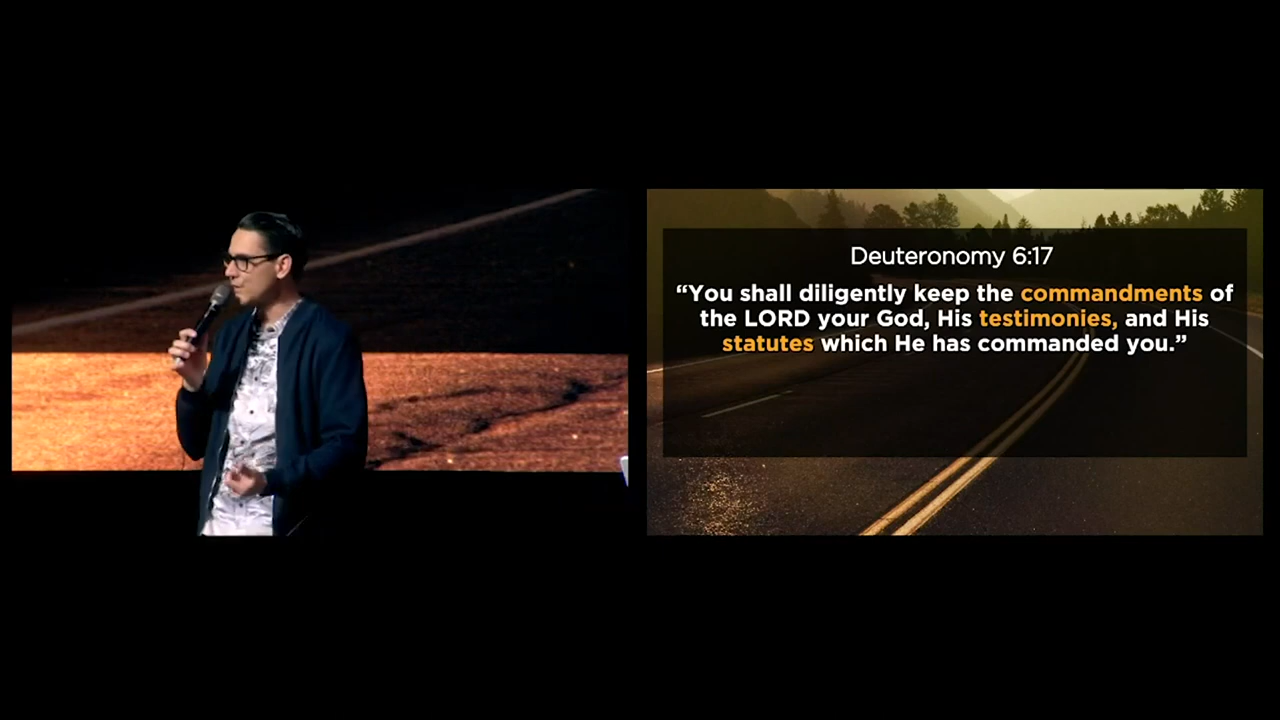 Deuteronomy 6:17
“You shall diligently keep the commandments of
the LORD your God, His testimonies, and His
statutes which He has commanded you.”